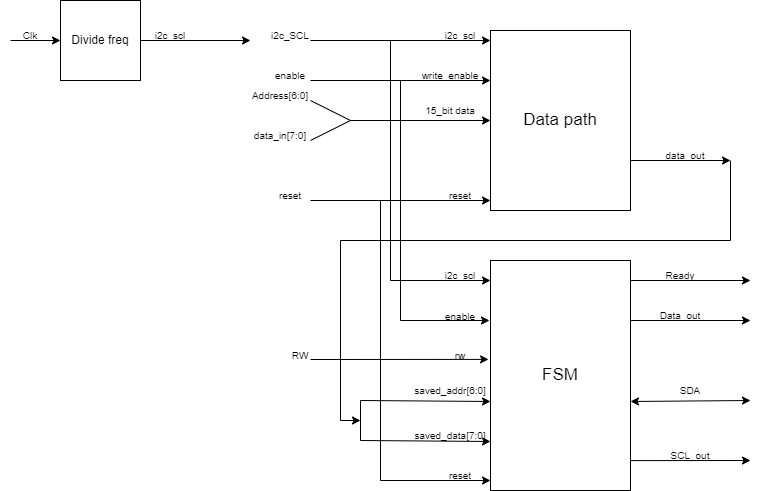 Clk
Divide freq
i2c_scl
i2c_SCL
i2c_scl
enable
write_enable
Address[6:0]
15_bit data
data_in[7:0]
Data path
data_out
reset
reset
i2c_scl
Ready
enable
Data_out
RW
rw
FSM
saved_addr[6:0]
SDA
saved_data[7:0]
SCL_out
reset